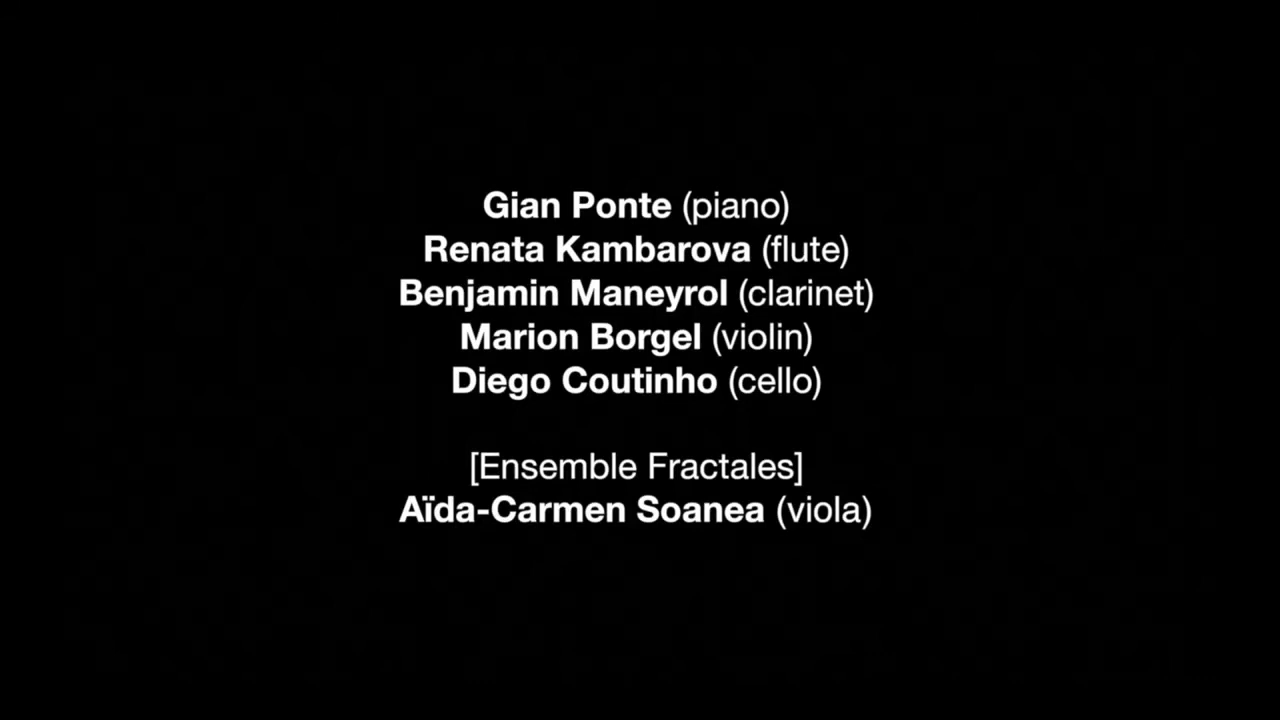 Gian Ponte (piano)
Renata Kambarova (flute)
Benjamin Maneyrol (clarinet)
Marion Borgel (violin)
Diego Coutinho (cello)
[Ensemble Fractales]
Aïda-Carmen Soanea (viola)